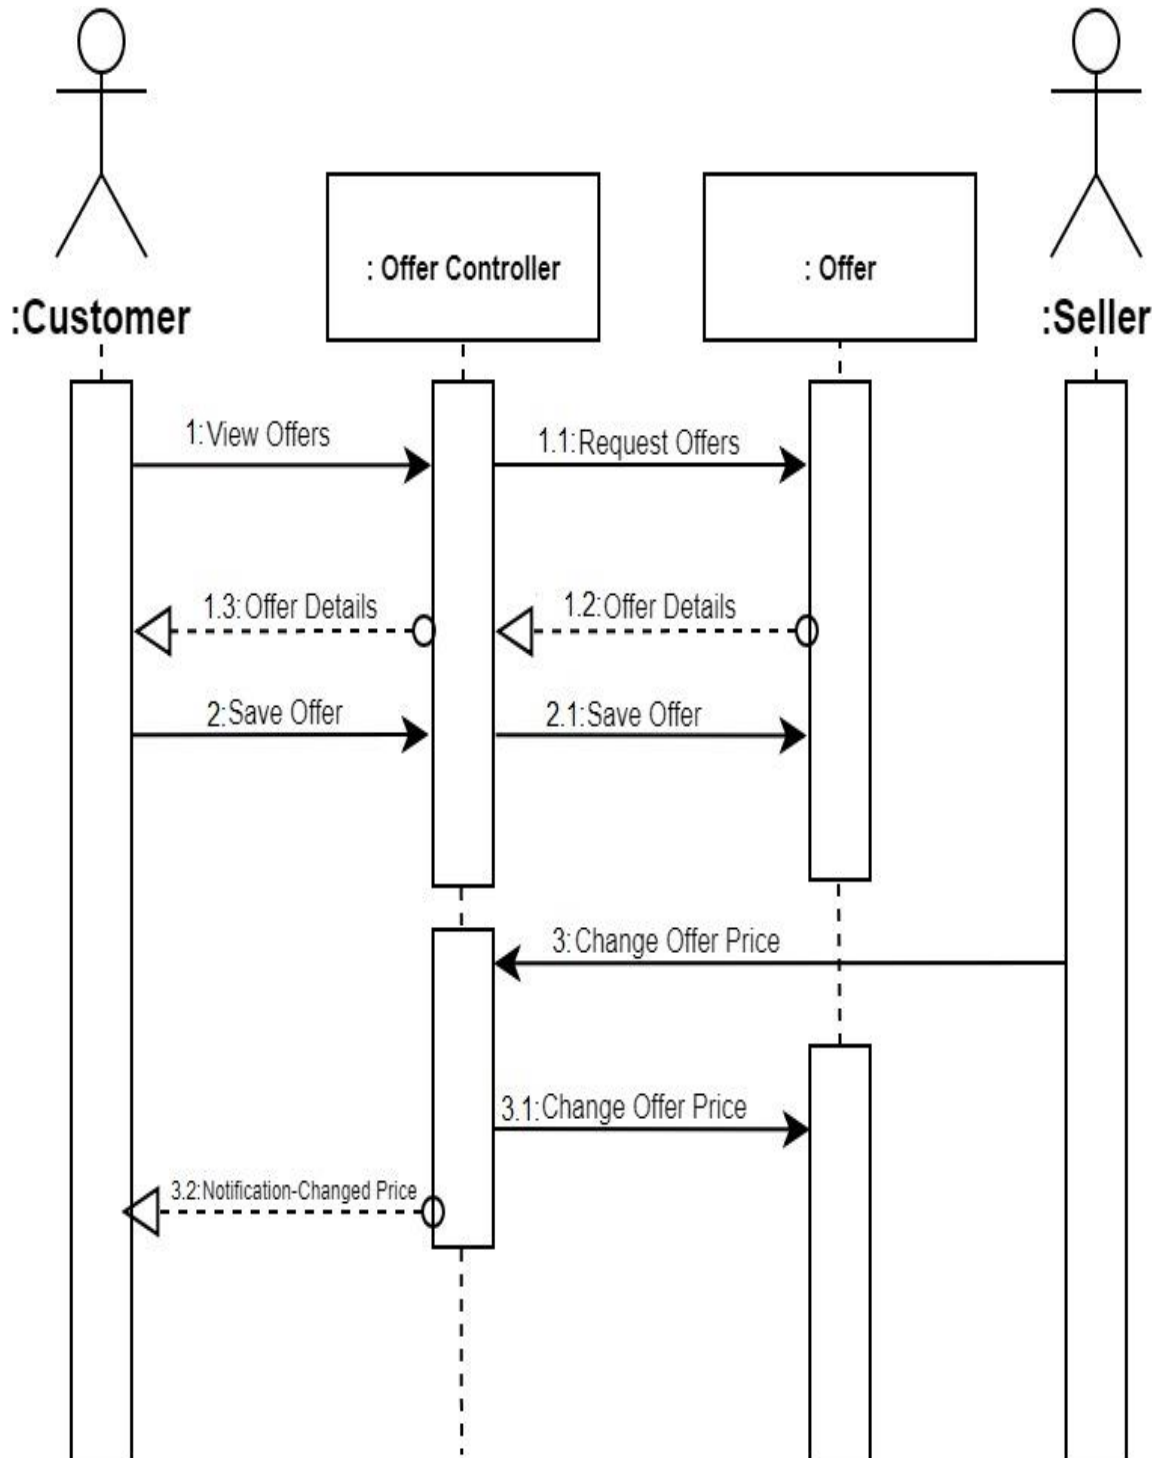 : Offer Controller
: Offer
:Customer
:Seller
1:View Offers
1.1:Request Offers
1.3:Offer Details
1.2:Offer Details
2:Save Offer
2.1:Save Offer
3:Change Offer Price
3.1:Change Offer Price
3.2:Notification-Changed Price